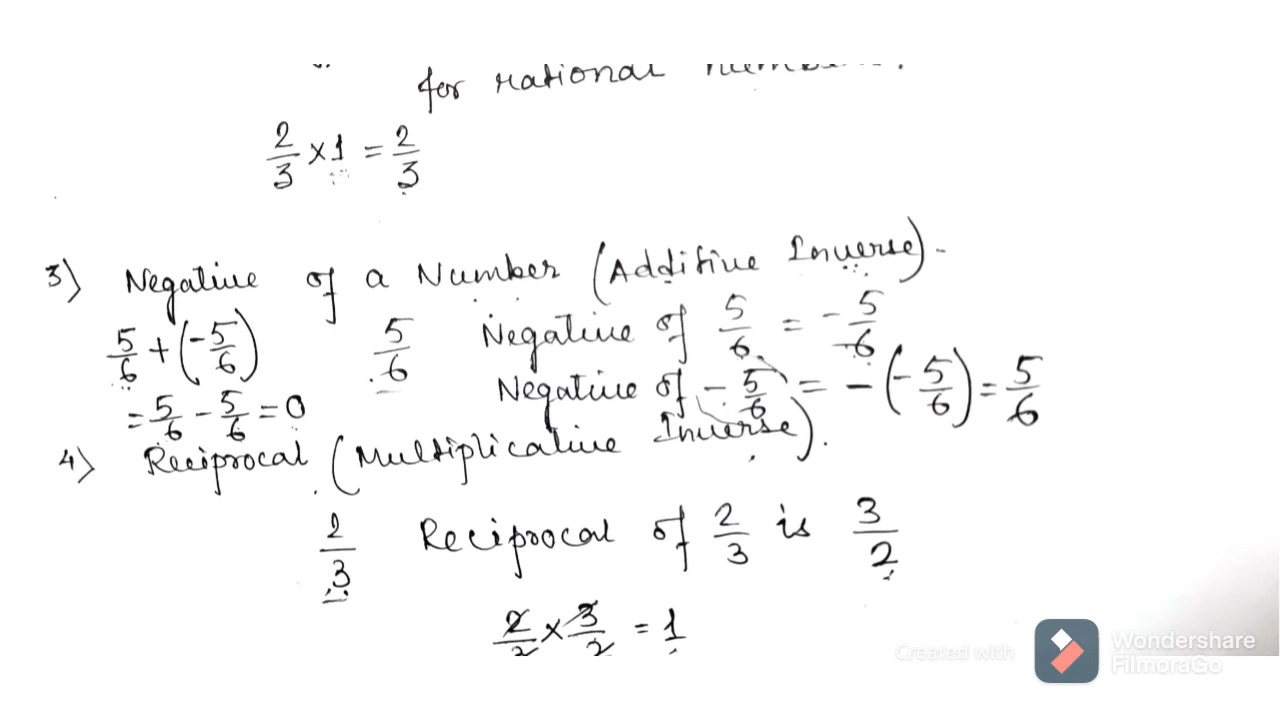 for rational numbers.
2/3 × 1 = 2/3
3) Negative of a Number (Additive Inverse).
5/6 + (-5/6) 5/6 Negative of 5/6 = - 5/6
= 5/6 - 5/6 = 0 Negative of - 5/6 = - (- 5/6) = 5/6
4) Reciprocal (Multiplicative Inverse).
2/3 Reciprocal of 2/3 is 3/2
× 3/2 = 1
Created with Wondershare
FilmoraGo